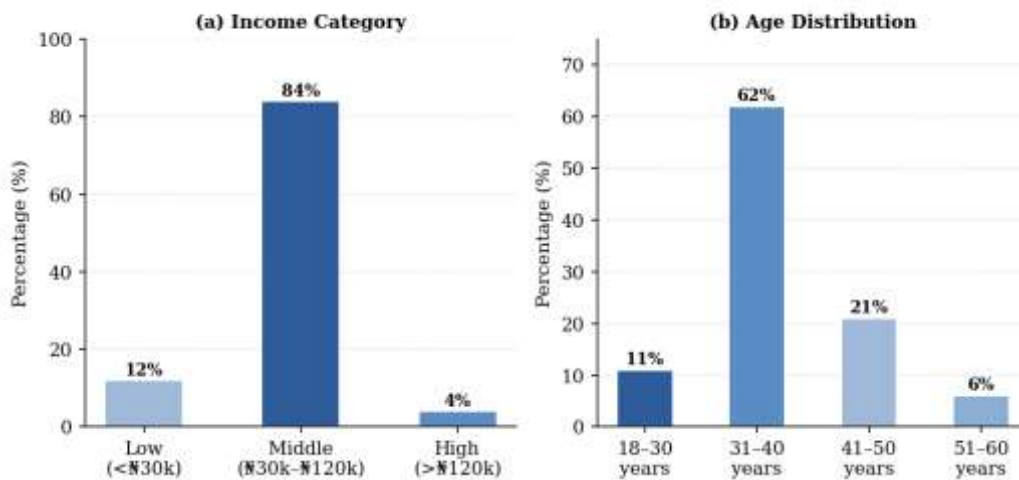 (a) Income Category
Percentage (%)
100
80
60
40
20
0
12%
84%
4%
Low
(<₦30k)
Middle
(₦30k–₦120k)
High
(>₦120k)
(b) Age Distribution
Percentage (%)
70
60
50
40
30
20
10
0
11%
62%
21%
6%
18–30
years
31–40
years
41–50
years
51–60
years